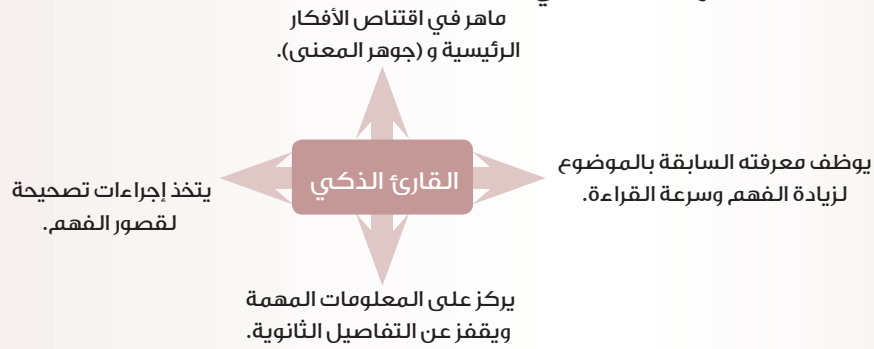 ماهر في اقتناص الأفكار
الرئيسية و (جوهر المعنى).
يوظف معرفته السابقة بالموضوع
لزيادة الفهم وسرعة القراءة.
القارئ الذكي
يتخذ إجراءات تصحيحة
لقصور الفهم.
يركز على المعلومات المهمة
ويقفز عن التفاصيل الثانوية.